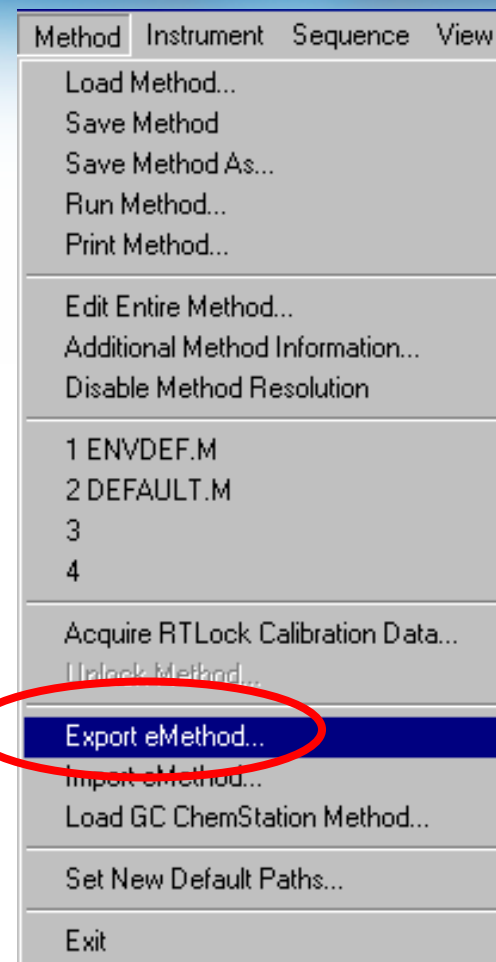 Method Instrument Sequence View
Load Method...
Save Method
Save Method As...
Run Method...
Print Method...
Edit Entire Method...
Additional Method Information...
Disable Method Resolution
1 ENVDEF.M
2 DEFAULT.M
3
4
Acquire RTLock Calibration Data...
Unlock Method...
Export eMethod...
Import eMethod...
Load GC ChemStation Method...
Set New Default Paths...
Exit